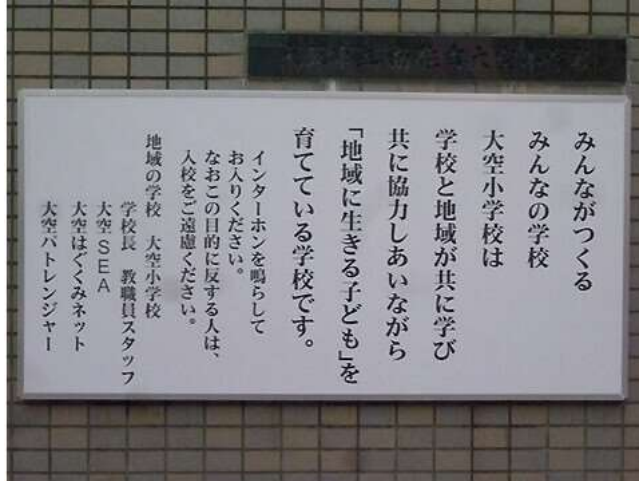 みんながつくる
みんなの学校
大空小学校は
学校と地域が共に学び
共に協力しあいながら
「地域に生きる子ども」を
育てている学校です。
インターホンを鳴らして
お入りください。
なおこの目的に反する人は、
入校をご遠慮ください。
地域の学校 大空小学校
学校長 教職員スタッフ
大空SEA
大空はぐくみネット
大空パトレンジャー